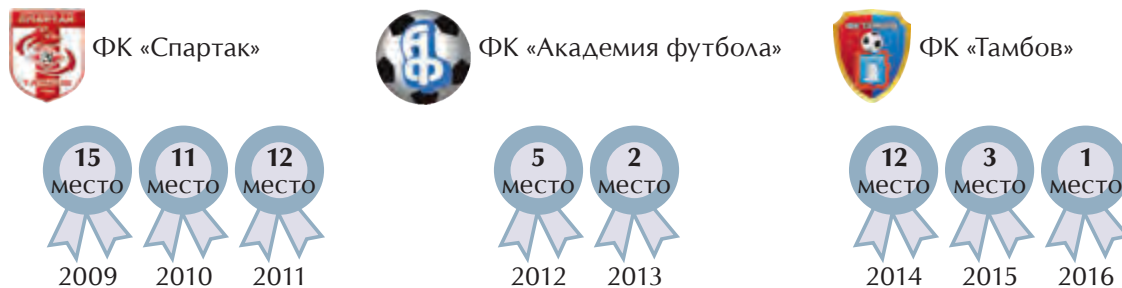 ФК «Спартак»
ФК «Академия футбола»
ФК «Тамбов»
15 место
11 место
12 место
5 место
2 место
12 место
3 место
1 место
2009
2010
2011
2012
2013
2014
2015
2016